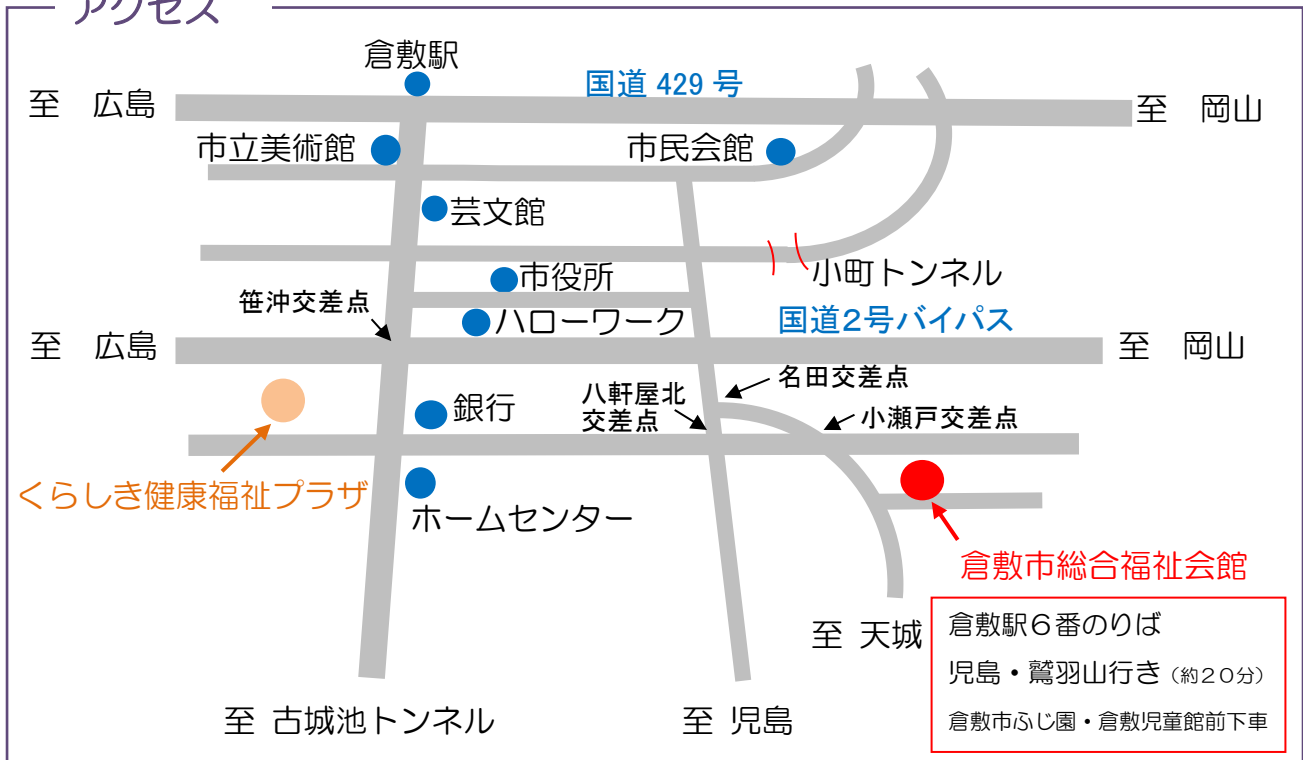 アクセス
倉敷駅
国道 429 号
至 広島
至 岡山
市立美術館
市民会館
芸文館
市役所
小町トンネル
笹沖交差点
ハローワーク
国道2号バイパス
至 広島
至 岡山
名田交差点
八軒屋北
交差点
小瀬戸交差点
銀行
くらしき健康福祉プラザ
ホームセンター
倉敷市総合福祉会館
至 天城
倉敷駅6番のりば
児島・鷲羽山行き (約20分)
倉敷市ふじ園・倉敷児童館前下車
至 古城池トンネル
至 児島